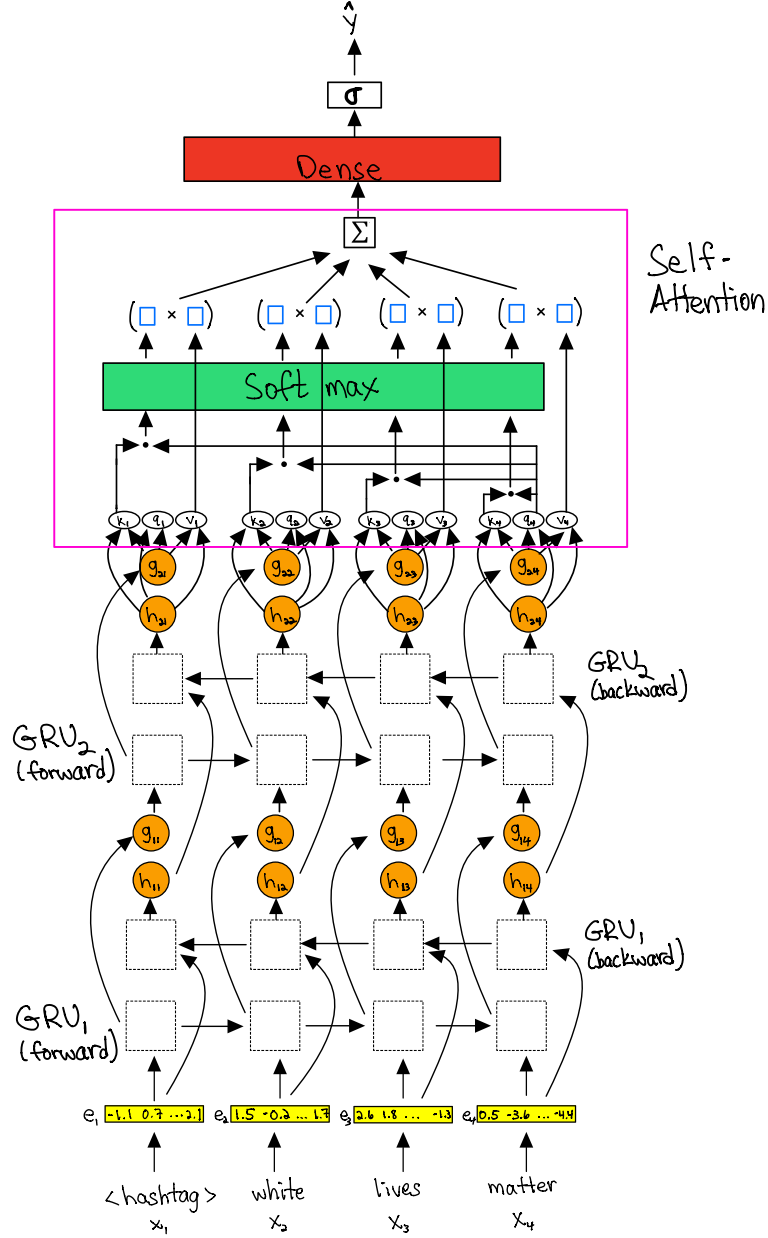 ŷ
σ
Dense
Σ
Self-
Attention
(□ × □) (□ × □) (□ × □) (□ × □)
Softmax
k₁ q₁ v₁ k₂ q₂ v₂ k₃ q₃ v₃ k₄ q₄ v₄
g₂₁ g₂₂ g₂₃ g₂₄
h₂₁ h₂₂ h₂₃ h₂₄
GRU₂
(backward)
GRU₂
(forward)
g₁₁ g₁₂ g₁₃ g₁₄
h₁₁ h₁₂ h₁₃ h₁₄
GRU₁
(backward)
GRU₁
(forward)
e₁ -1.1 0.7 ...2.1 e₂ 1.5 -0.2 ... 1.7 e₃ 2.6 1.8 ... -1.3 e₄ 0.5 -3.6 ... -4.4
<hashtag> white lives matter
x₁ x₂ x₃ x₄